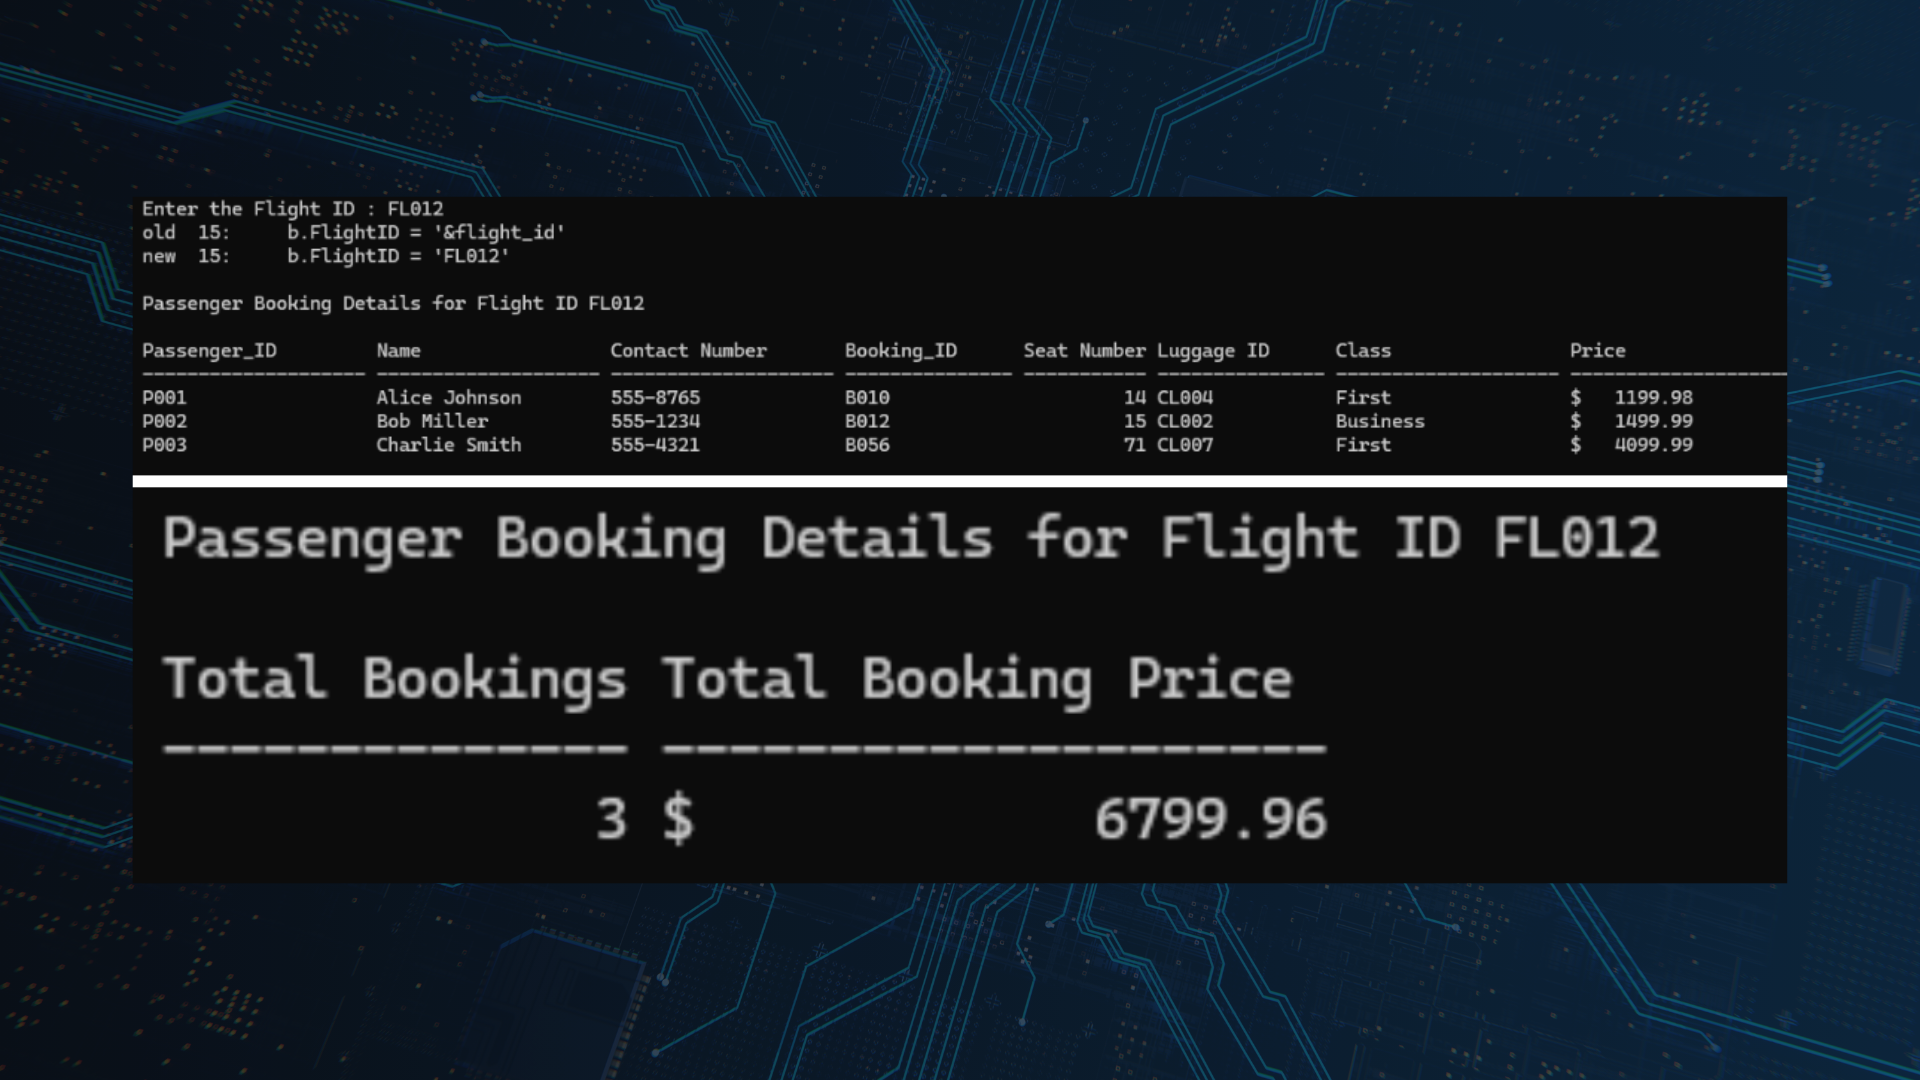 Enter the Flight ID : FL012
old  15:     b.FlightID = '&flight_id'
new  15:     b.FlightID = 'FL012'
Passenger Booking Details for Flight ID FL012
Passenger_ID         Name                 Contact Number       Booking_ID      Seat Number Luggage ID      Class                Price
-------------------- -------------------- -------------------- --------------- ----------- --------------- -------------------- --------------------
P001                 Alice Johnson        555-8765             B010                     14 CL004           First                $   1199.98
P002                 Bob Miller           555-1234             B012                     15 CL002           Business             $   1499.99
P003                 Charlie Smith        555-4321             B056                     71 CL007           First                $   4099.99
Passenger Booking Details for Flight ID FL012
Total Bookings Total Booking Price
-------------- --------------------
             3 $            6799.96